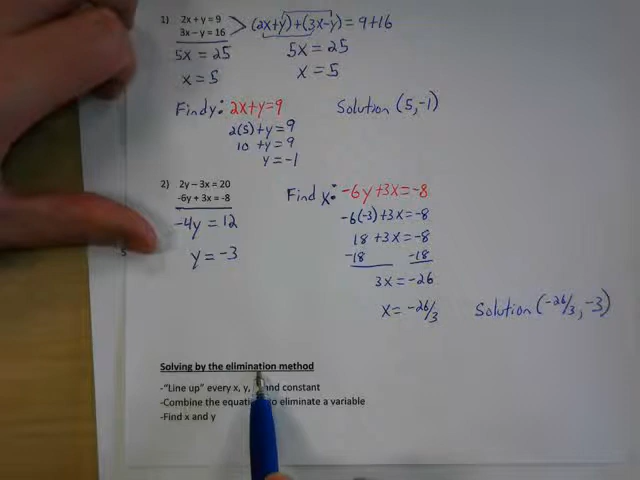 1) 2x + y = 9
3x – y = 16
(2x+y)+(3x-y)=9+16
5x = 25
5x = 25
x = 5
x = 5
Find y: 2x+y=9
Solution (5,-1)
2(5)+y=9
10 +y=9
y=-1
2) 2y – 3x = 20
-6y + 3x = -8
Find x: -6y+3x=-8
-4y = 12
-6(-3)+3x=-8
y = -3
18 +3x=-8
-18 -18
3x = -26
x= -26/3
Solution (-26/3, -3)
Solving by the elimination method
-"Line up" every x, y, and constant
-Combine the equations to eliminate a variable
-Find x and y